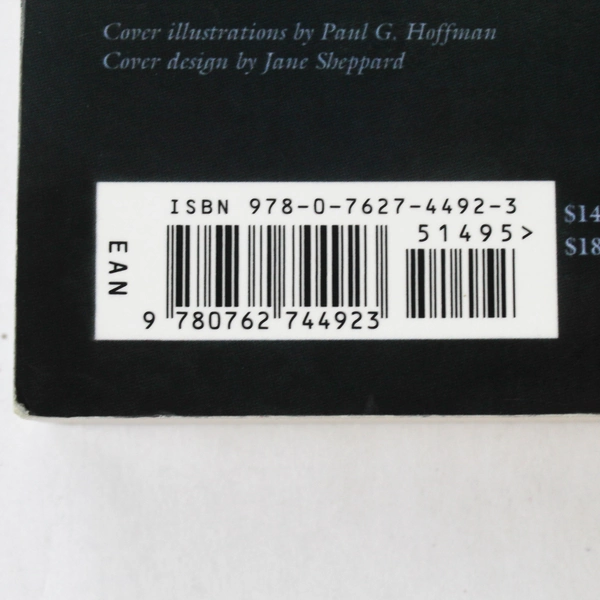 Cover illustrations by Paul G. Hoffman
Cover design by Jane Sheppard
ISBN 978-0-7627-4492-3
51495>
EAN
9 780762 744923
$14
$18